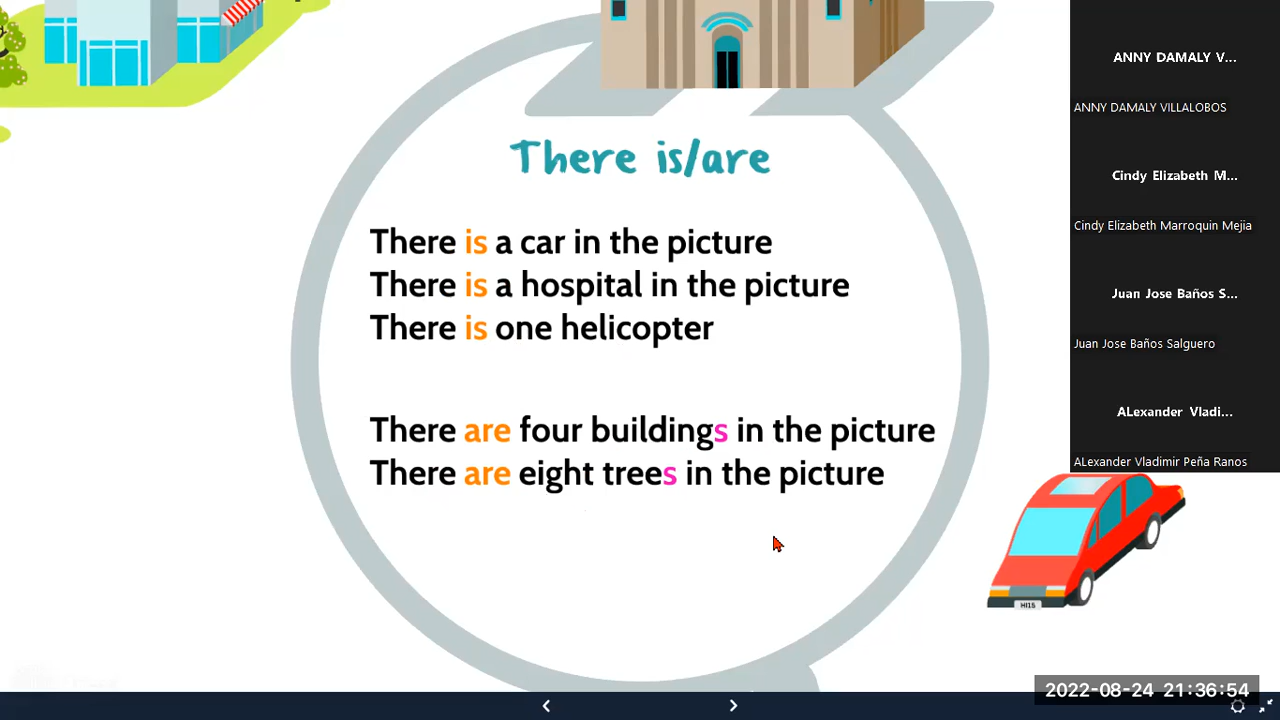 There is/are
There is a car in the picture
There is a hospital in the picture
There is one helicopter
There are four buildings in the picture
There are eight trees in the picture
ANNY DAMALY V...
ANNY DAMALY VILLALOBOS
Cindy Elizabeth M...
Cindy Elizabeth Marroquin Mejia
Juan Jose Baños S...
Juan Jose Baños Salguero
ALexander Vladi...
ALexander Vladimir Peña Ranos
HI15
2022-08-24 21:36:54